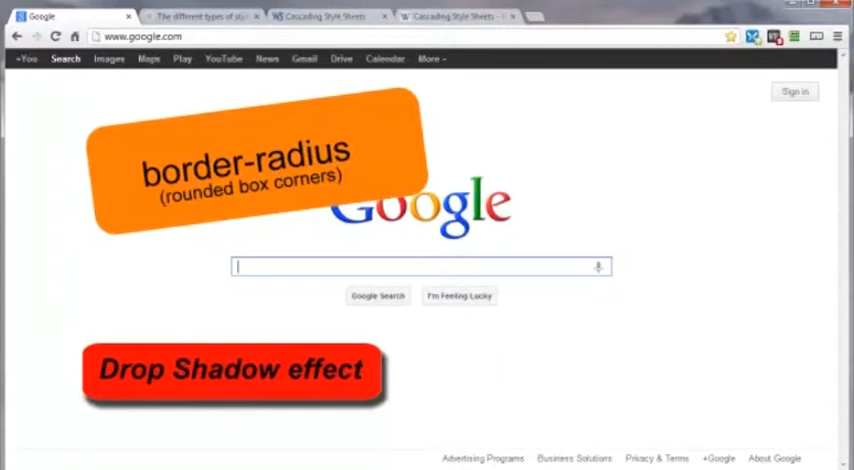 Google
The different types of styl
Cascading Style Sheets
Cascading Style Sheets -
www.google.com
+You Search Images Maps Play YouTube News Gmail Drive Calendar More
Sign in
border-radius
(rounded box corners)
Google
Google Search I'm Feeling Lucky
Drop Shadow effect
Advertising Programs Business Solutions Privacy & Terms +Google About Google